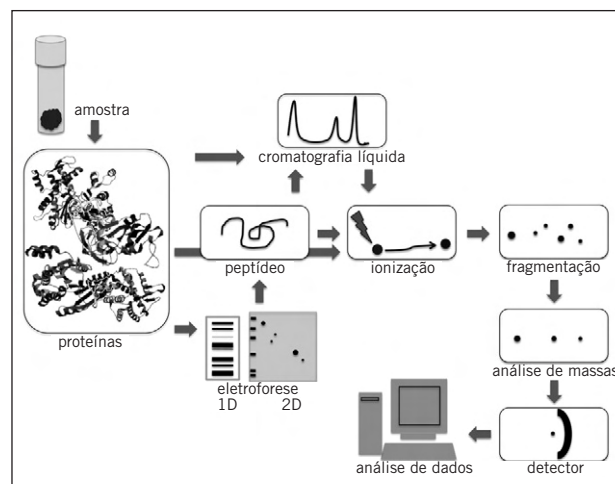 amostra
cromatografia líquida
peptídeo
ionização
fragmentação
proteínas
eletroforese
1D 2D
análise de massas
análise de dados
detector